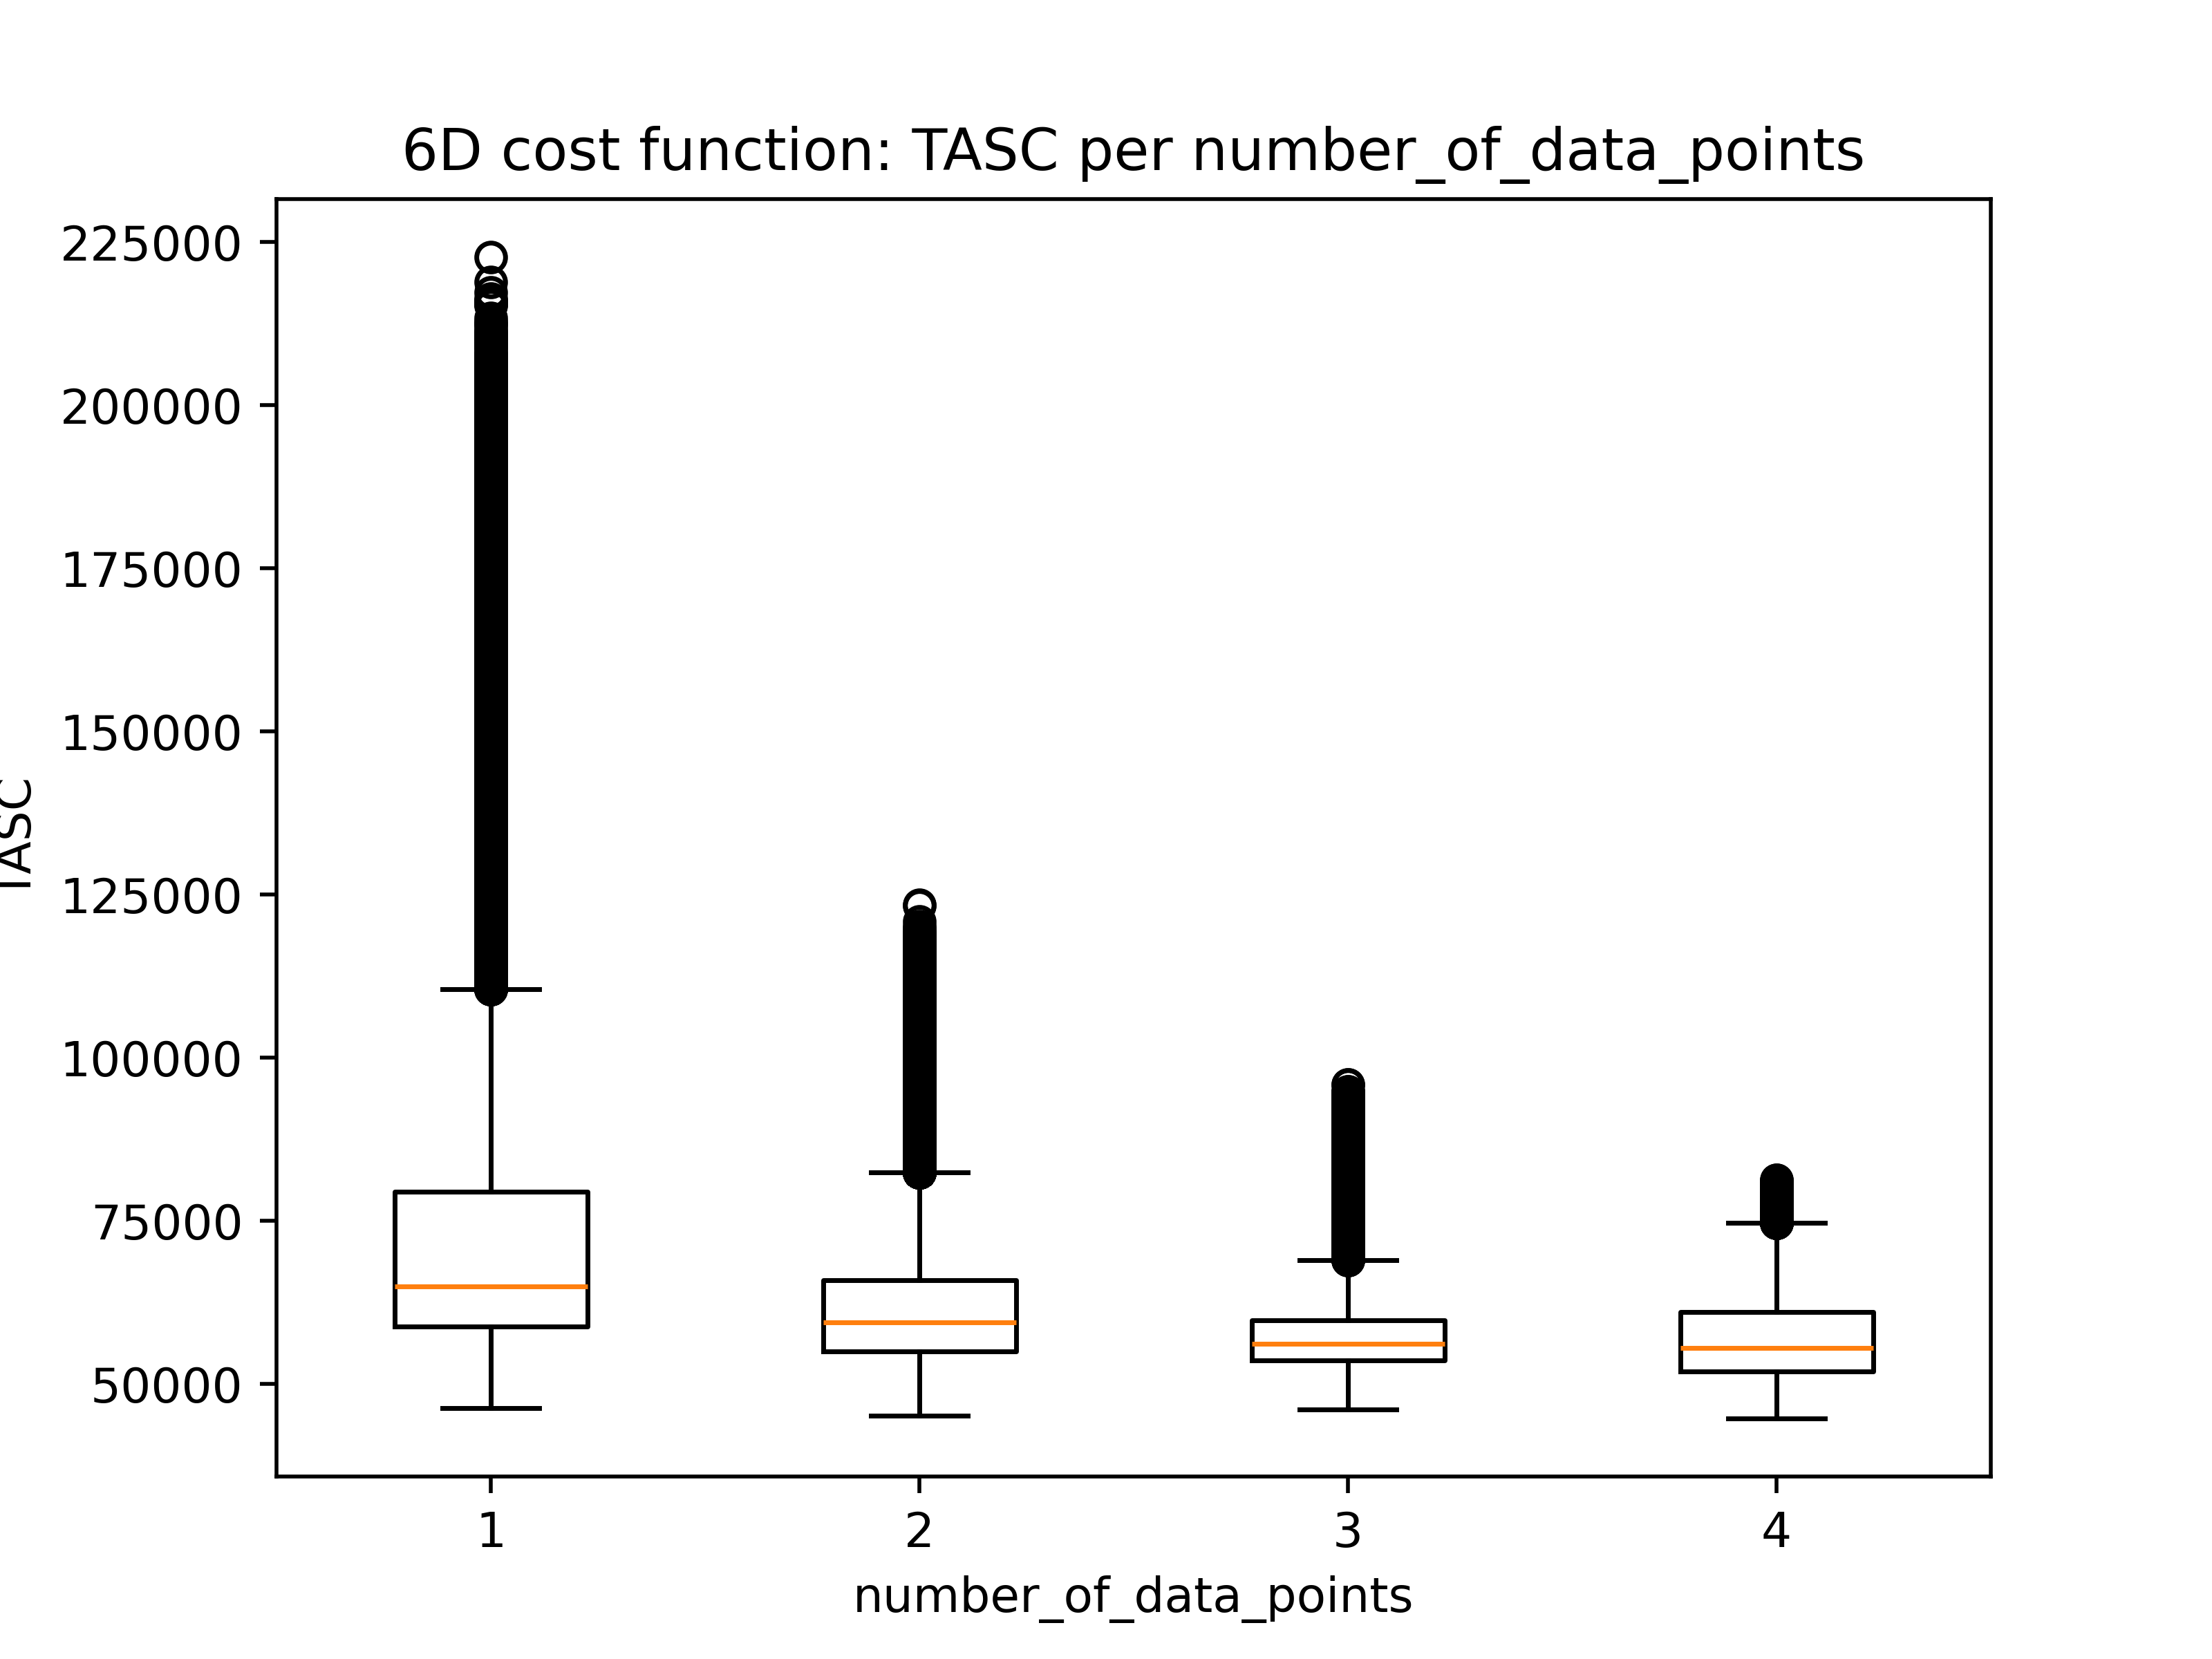 6D cost function: TASC per number_of_data_points
225000
200000
175000
150000
125000
100000
75000
50000
TASC
1 2 3 4
number_of_data_points